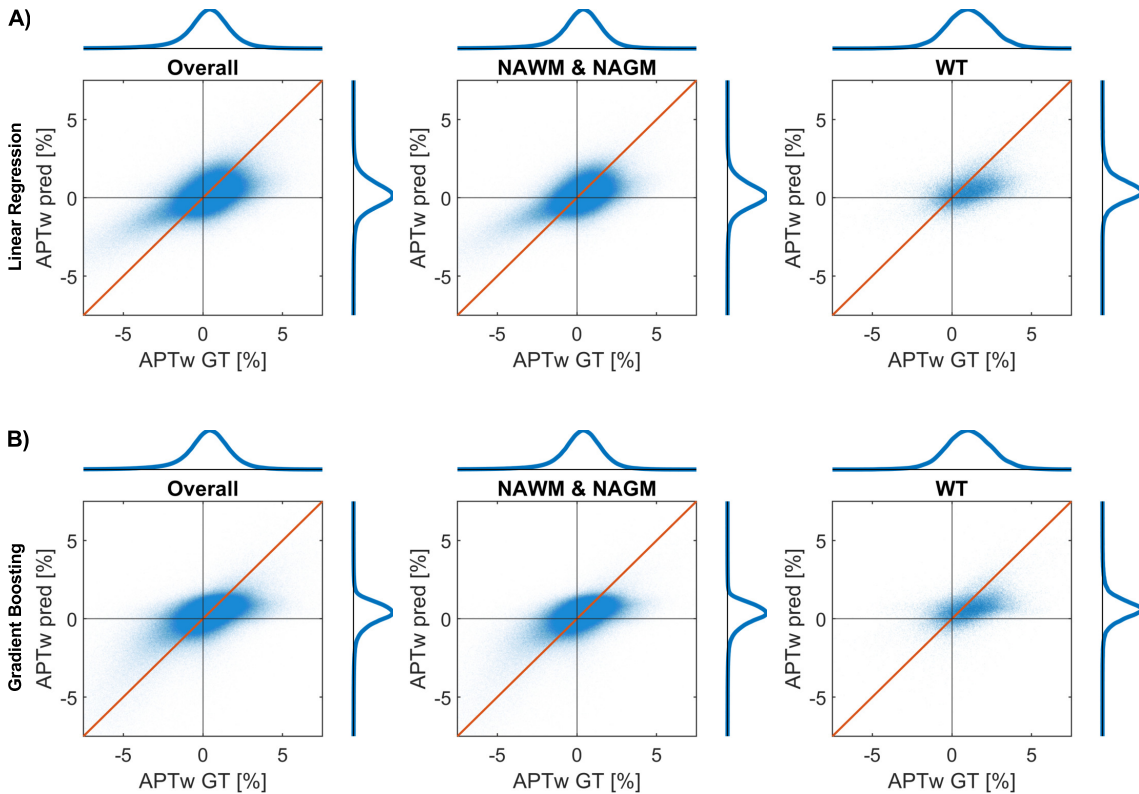 A)
Overall
NAWM & NAGM
WT
Linear Regression
APTw pred [%]
5
0
-5
-5 0 5
APTw GT [%]
APTw pred [%]
5
0
-5
-5 0 5
APTw GT [%]
APTw pred [%]
5
0
-5
-5 0 5
APTw GT [%]
B)
Overall
NAWM & NAGM
WT
Gradient Boosting
APTw pred [%]
5
0
-5
-5 0 5
APTw GT [%]
APTw pred [%]
5
0
-5
-5 0 5
APTw GT [%]
APTw pred [%]
5
0
-5
-5 0 5
APTw GT [%]